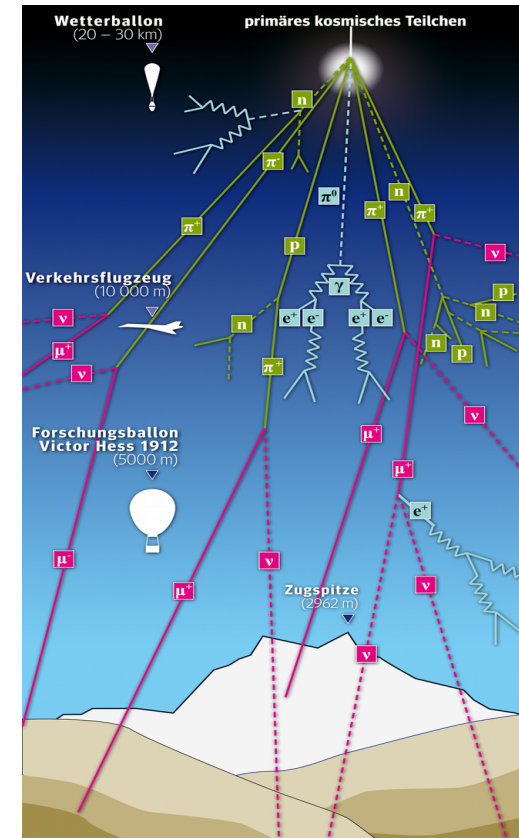 Wetterballon
(20 – 30 km)
primäres kosmisches Teilchen
n
π-
π⁰
n
π⁺
π⁺
π⁺
p
ν
Verkehrsflugzeug
(10 000 m)
γ
p
n
ν
e⁺ e-
e⁺ e-
n
n
p
μ⁺
π⁺
ν
ν
Forschungsballon
Victor Hess 1912
(5000 m)
μ⁺
μ⁺
e⁺
μ-
ν
ν
μ⁺
Zugspitze
(2962 m)
ν